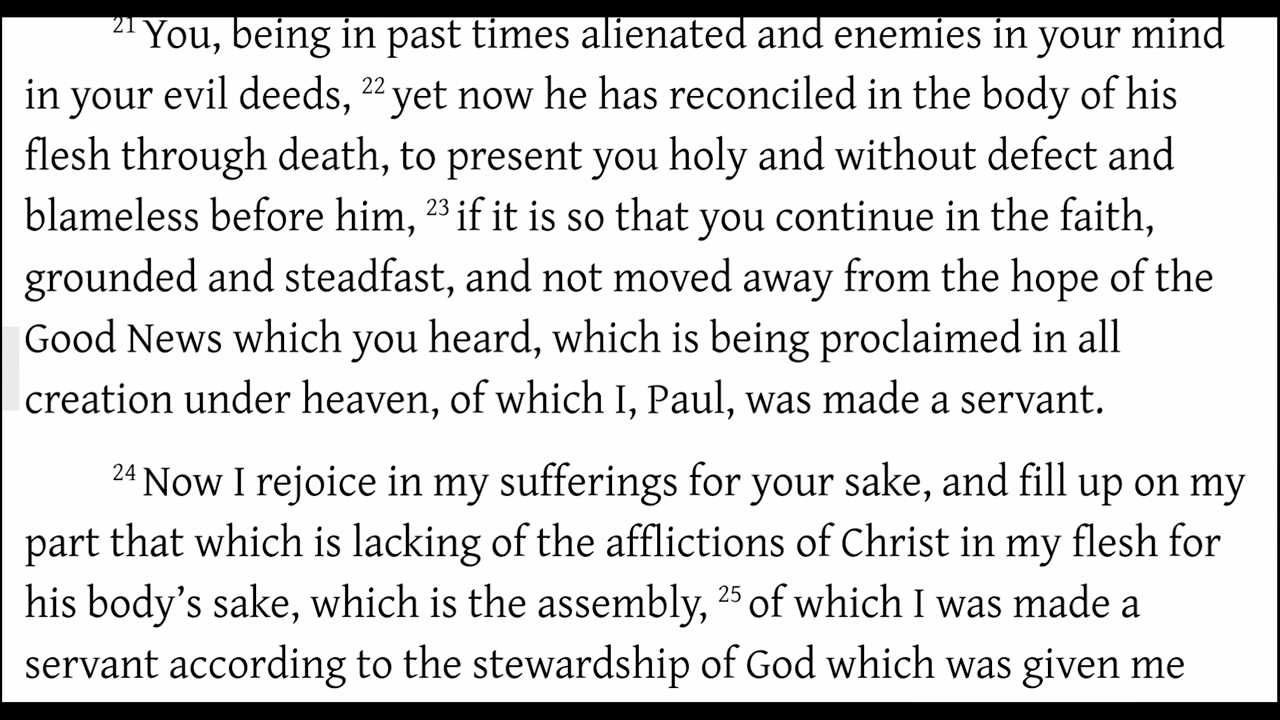 21 You, being in past times alienated and enemies in your mind
in your evil deeds, 22 yet now he has reconciled in the body of his
flesh through death, to present you holy and without defect and
blameless before him, 23 if it is so that you continue in the faith,
grounded and steadfast, and not moved away from the hope of the
Good News which you heard, which is being proclaimed in all
creation under heaven, of which I, Paul, was made a servant.
24 Now I rejoice in my sufferings for your sake, and fill up on my
part that which is lacking of the afflictions of Christ in my flesh for
his body’s sake, which is the assembly, 25 of which I was made a
servant according to the stewardship of God which was given me